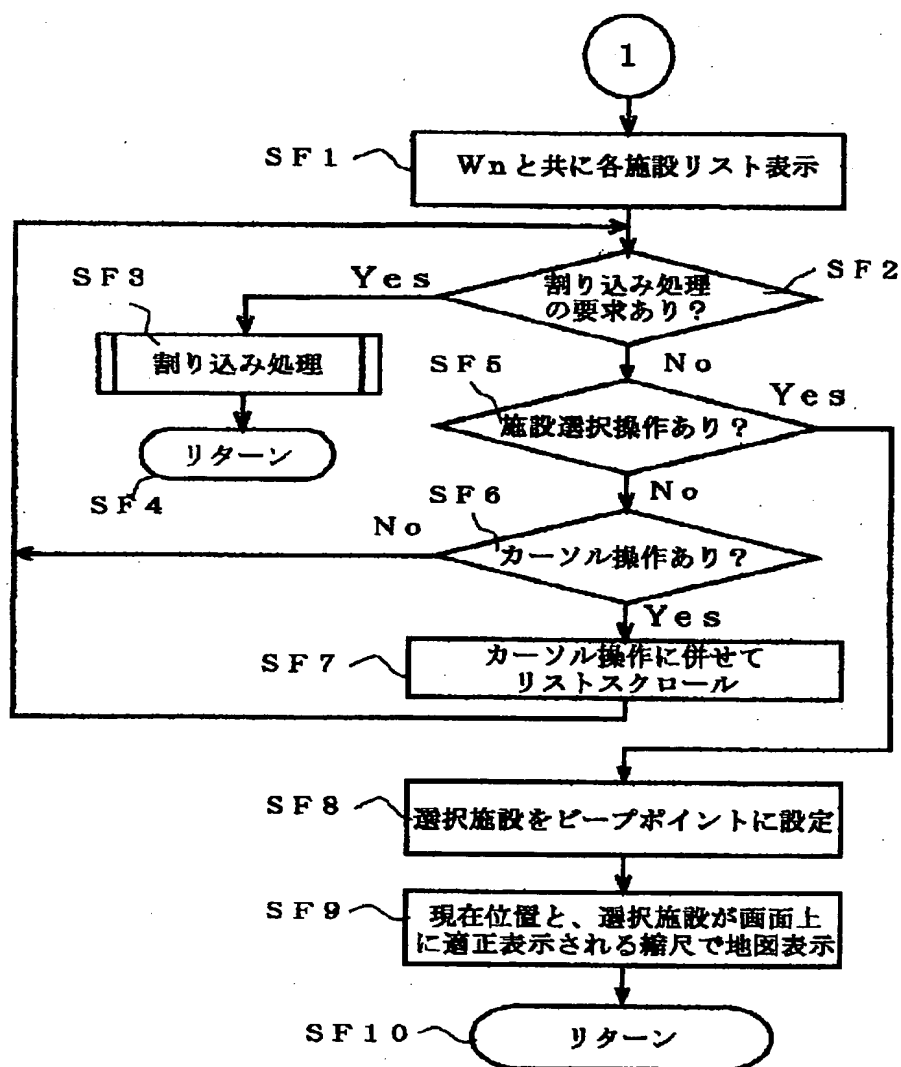 1
SF1
Wnと共に各施設リスト表示
SF3
Yes
割り込み処理
の要求あり?
SF2
割り込み処理
No
SF5
Yes
施設選択操作あり?
リターン
SF4
SF6
No
No
カーソル操作あり?
Yes
SF7
カーソル操作に併せて
リストスクロール
SF8
選択施設をビープポイントに設定
SF9
現在位置と、選択施設が画面上
に適正表示される縮尺で地図表示
SF10
リターン